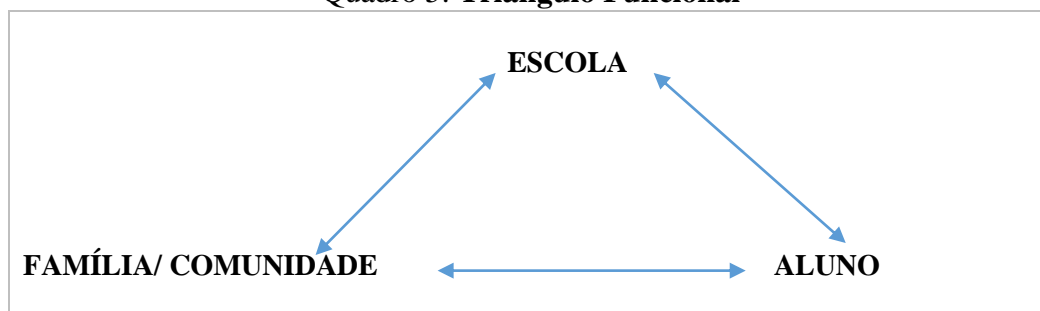 Quadro 3: Triângulo Funcional
ESCOLA
FAMÍLIA/ COMUNIDADE
ALUNO